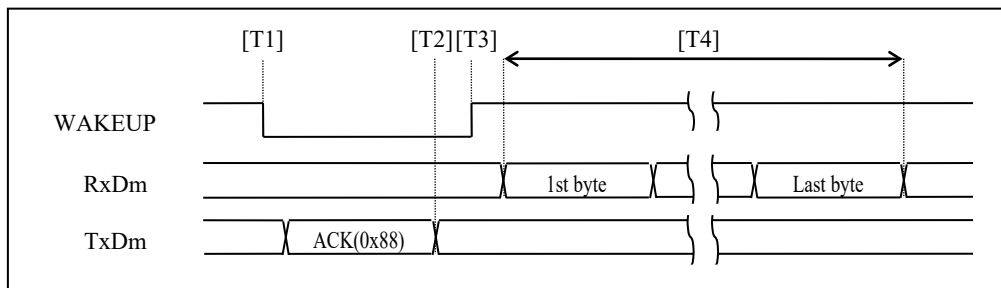 [T1] [T2] [T3] [T4]
WAKEUP
RxDm 1st byte Last byte
TxDm ACK(0x88)